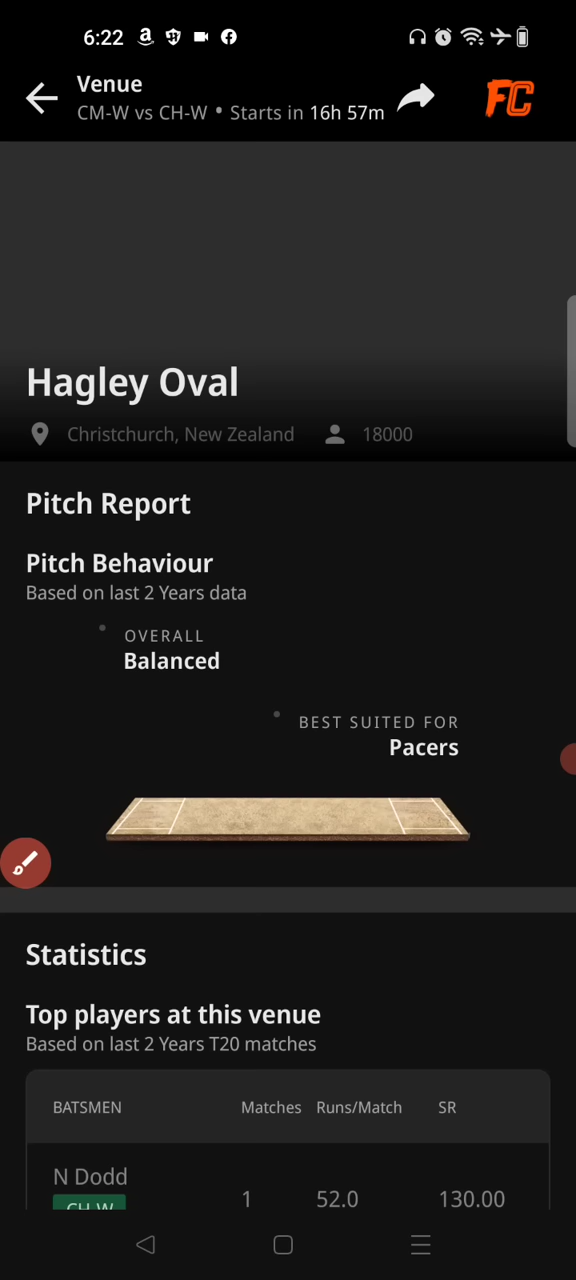 6:22
Venue
CM-W vs CH-W • Starts in 16h 57m
FC
Hagley Oval
Christchurch, New Zealand 18000
Pitch Report
Pitch Behaviour
Based on last 2 Years data
OVERALL
Balanced
BEST SUITED FOR
Pacers
Statistics
Top players at this venue
Based on last 2 Years T20 matches
BATSMEN Matches Runs/Match SR
N Dodd
1 52.0 130.00
CH-W